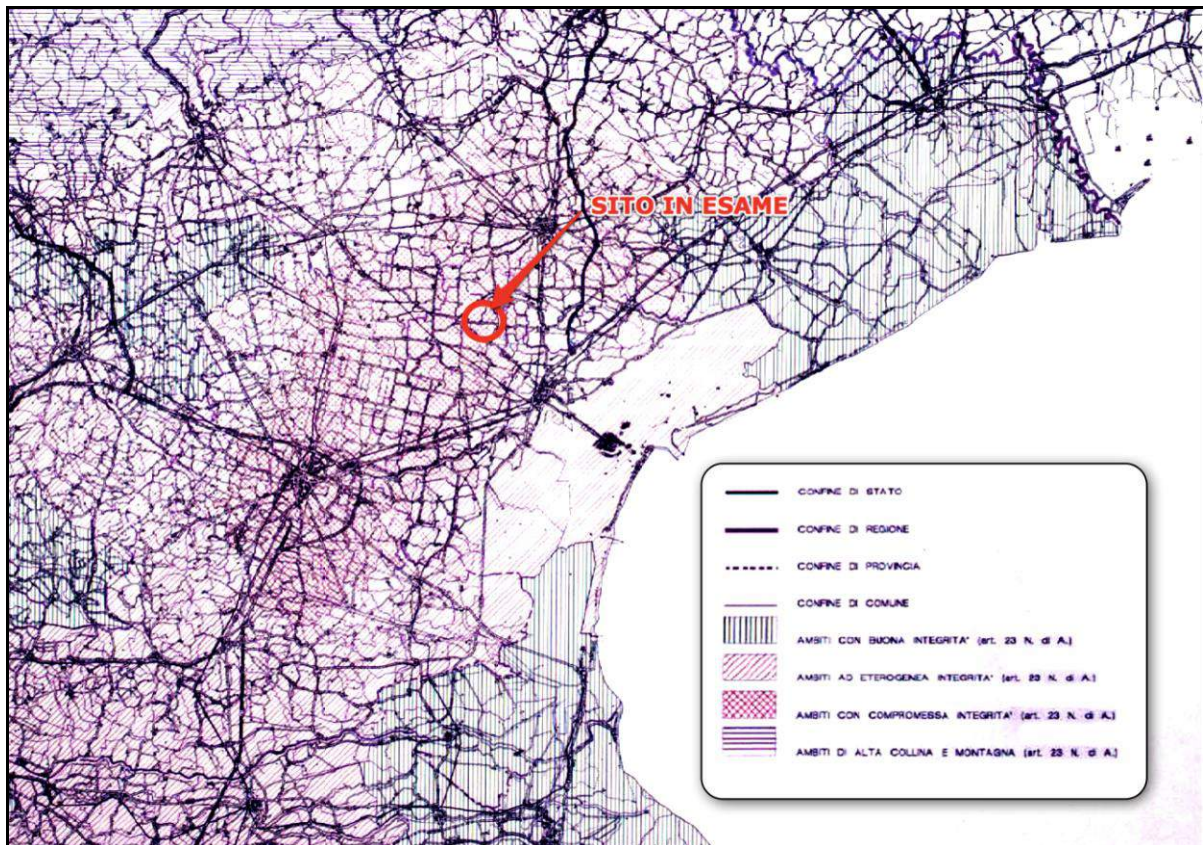 SITO IN ESAME
CONFINE DI STATO
CONFINE DI REGIONE
CONFINE DI PROVINCIA
CONFINE DI COMUNE
AMBITI CON BUONA INTEGRITA' (art. 23 N. di A.)
AMBITI AD ETEROGENEA INTEGRITA' (art. 23 N. di A.)
AMBITI CON COMPROMESSA INTEGRITA' (art. 23 N. di A.)
AMBITI DI ALTA COLLINA E MONTAGNA (art. 23 N. di A.)